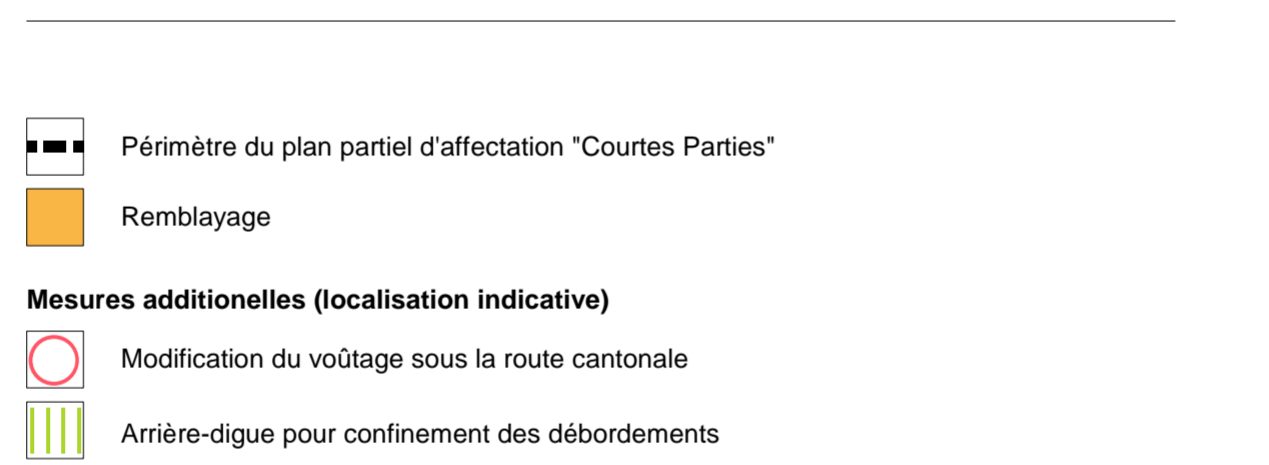 Périmètre du plan partiel d'affectation "Courtes Parties"
Remblayage
Mesures additionelles (localisation indicative)
Modification du voûtage sous la route cantonale
Arrière-digue pour confinement des débordements